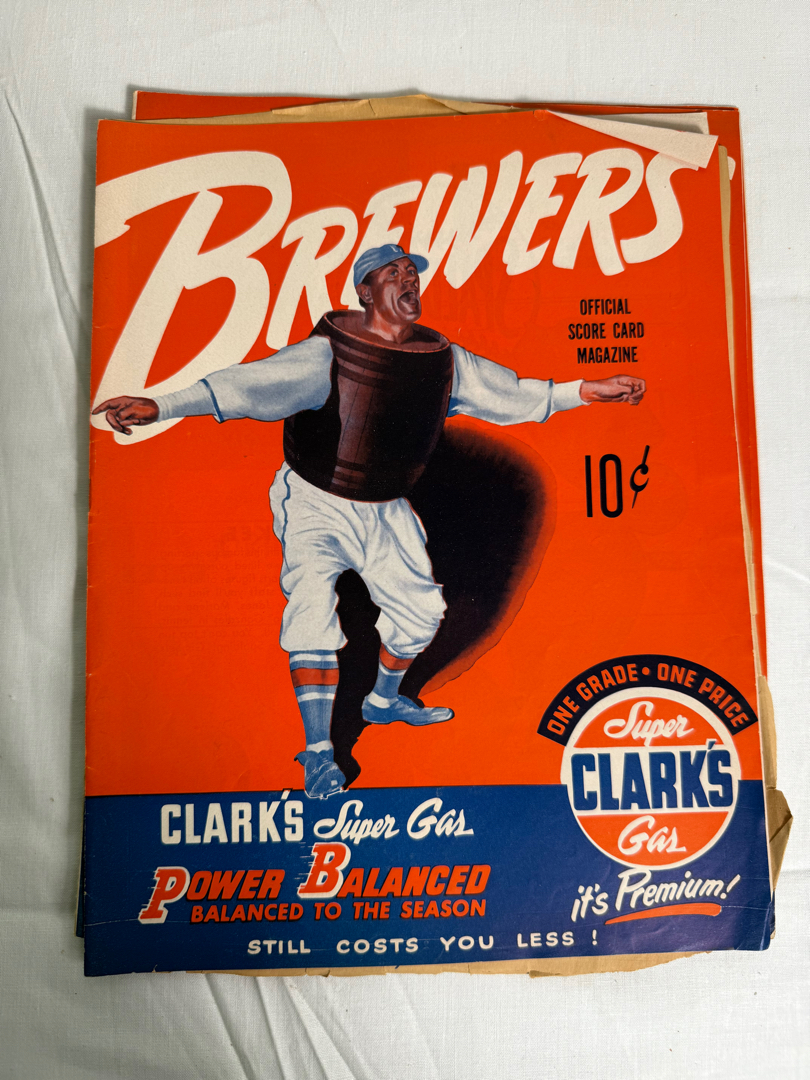 BREWERS
OFFICIAL
SCORE CARD
MAGAZINE
10¢
ONE GRADE • ONE PRICE
Super
CLARK'S
Gas
it's Premium!
CLARK'S Super Gas
POWER BALANCED
BALANCED TO THE SEASON
STILL COSTS YOU LESS !